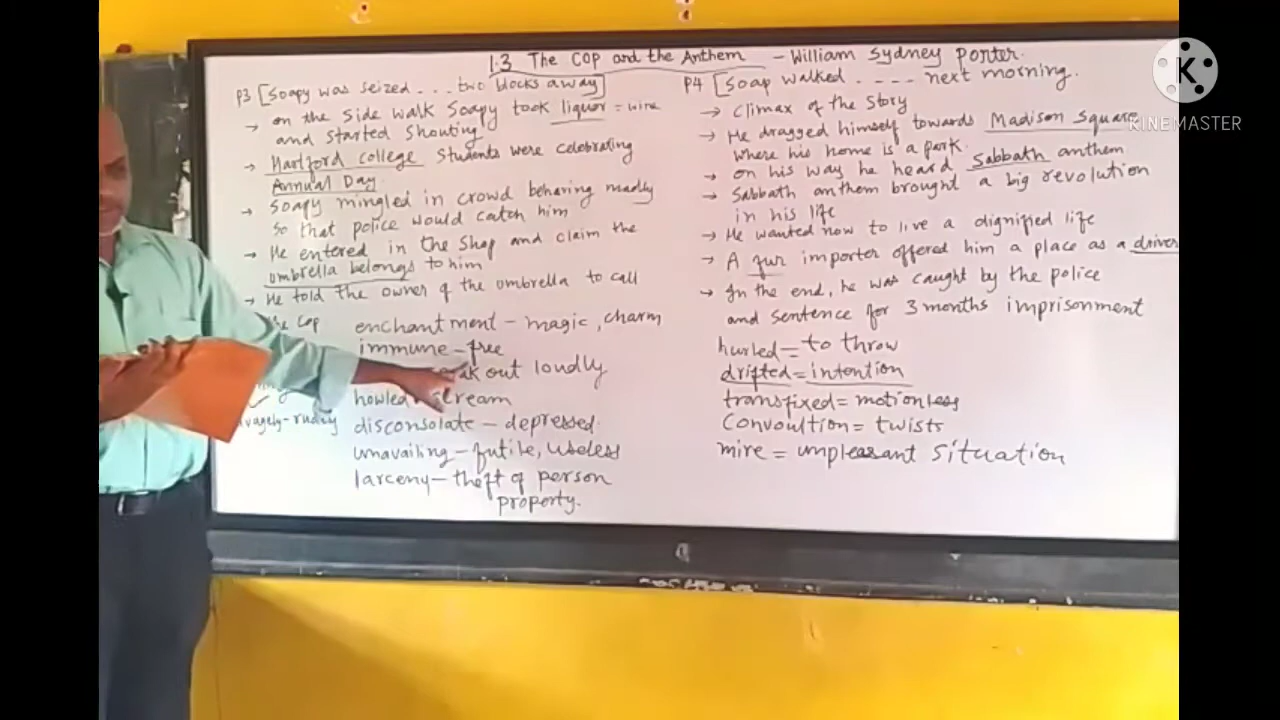 1.3 The Cop and the Anthem - William Sydney Porter.
P3 [Soapy was seized ... two blocks away]
→ on the side walk Soapy took liquor = wine
and started shouting
→ Hartford college students were celebrating
Annual Day.
→ Soapy mingled in crowd behaving madly
so that police would catch him
→ He entered in the shop and claim the
umbrella belongs to him
→ He told the owner of the umbrella to call
the Cop
enchantment - magic, charm
immune - free
out loudly
howled scream
vagely - rudely
disconsolate - depressed.
unavailing - futile, useless
larceny - theft of person
property.
P4 [Soap walked .... next morning.
→ Climax of the story
→ He dragged himself towards Madison Square
where his home is a park.
→ on his way he heard Sabbath anthem
→ Sabbath anthem brought a big revolution
in his life
→ He wanted now to live a dignified life
→ A fur importer offered him a place as a driver
→ In the end, he was caught by the police
and sentence for 3 months imprisonment
hurled = to throw
drifted = intention
transfixed = motionless
Convoultion = twists
mire = unpleasant situation
K
KINEMASTER